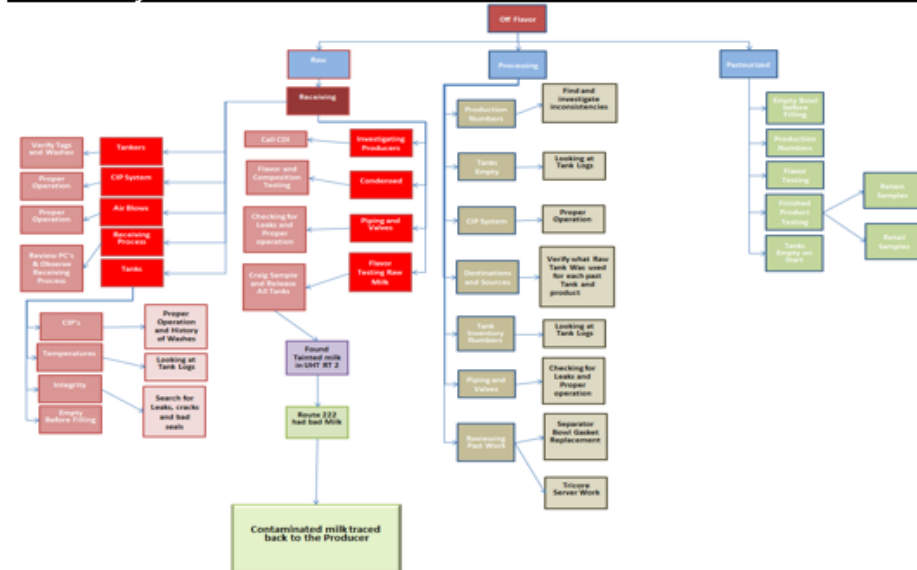 Off Flavor
Raw
Processing
Pasteurized
Receiving
Tankers
Verify Tags
and Washes
CIP System
Proper
Operation
Air Blows
Proper
Operation
Receiving
Process
Review PC's
& Observe
Receiving
Process
Tanks
CIP's
Proper
Operation
and History
of Washes
Temperatures
Looking at
Tank Logs
Integrity
Search for
Leaks, cracks
and bad
seals
Empty
Before Filling
Investigating
Producers
Call CDI
Condensed
Flavor and
Composition
Testing
Piping and
Valves
Checking for
Leaks and Proper
operation
Flavor
Testing Raw
Milk
Craig Sample
and Release
All Tanks
Found
Tainted milk
in UHT RT 2
Route 222
had bad Milk
Contaminated milk traced
back to the Producer
Production
Numbers
Find and
investigate
inconsistencies
Tanks
Empty
Looking at
Tank Logs
CIP System
Proper
Operation
Destinations
and Sources
Verify what Raw
Tank Was used
for each past
Tank and
product
Tank
Inventory
Numbers
Looking at
Tank Logs
Piping and
Valves
Checking for
Leaks and
Proper
operation
Reviewing
Past Work
Separator
Bowl Gasket
Replacement
Tricore
Server Work
Empty Bowl
before
Filling
Production
Numbers
Flavor
Testing
Finished
Product
Testing
Retain
Samples
Retail
Samples
Tanks
Empty on
Start